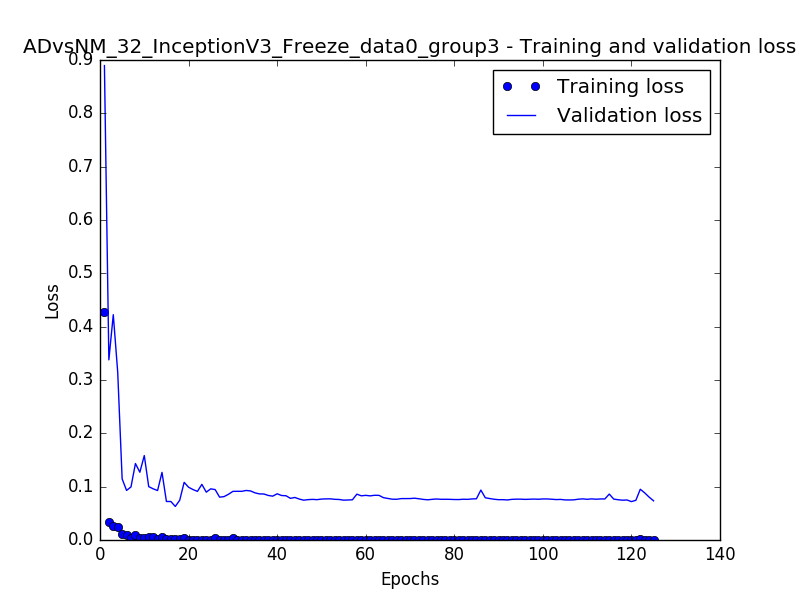 ADvsNM_32_InceptionV3_Freeze_data0_group3 - Training and validation loss
0.9
0.8
0.7
0.6
0.5
0.4
0.3
0.2
0.1
0.0
Loss
Training loss
Validation loss
0 20 40 60 80 100 120 140
Epochs